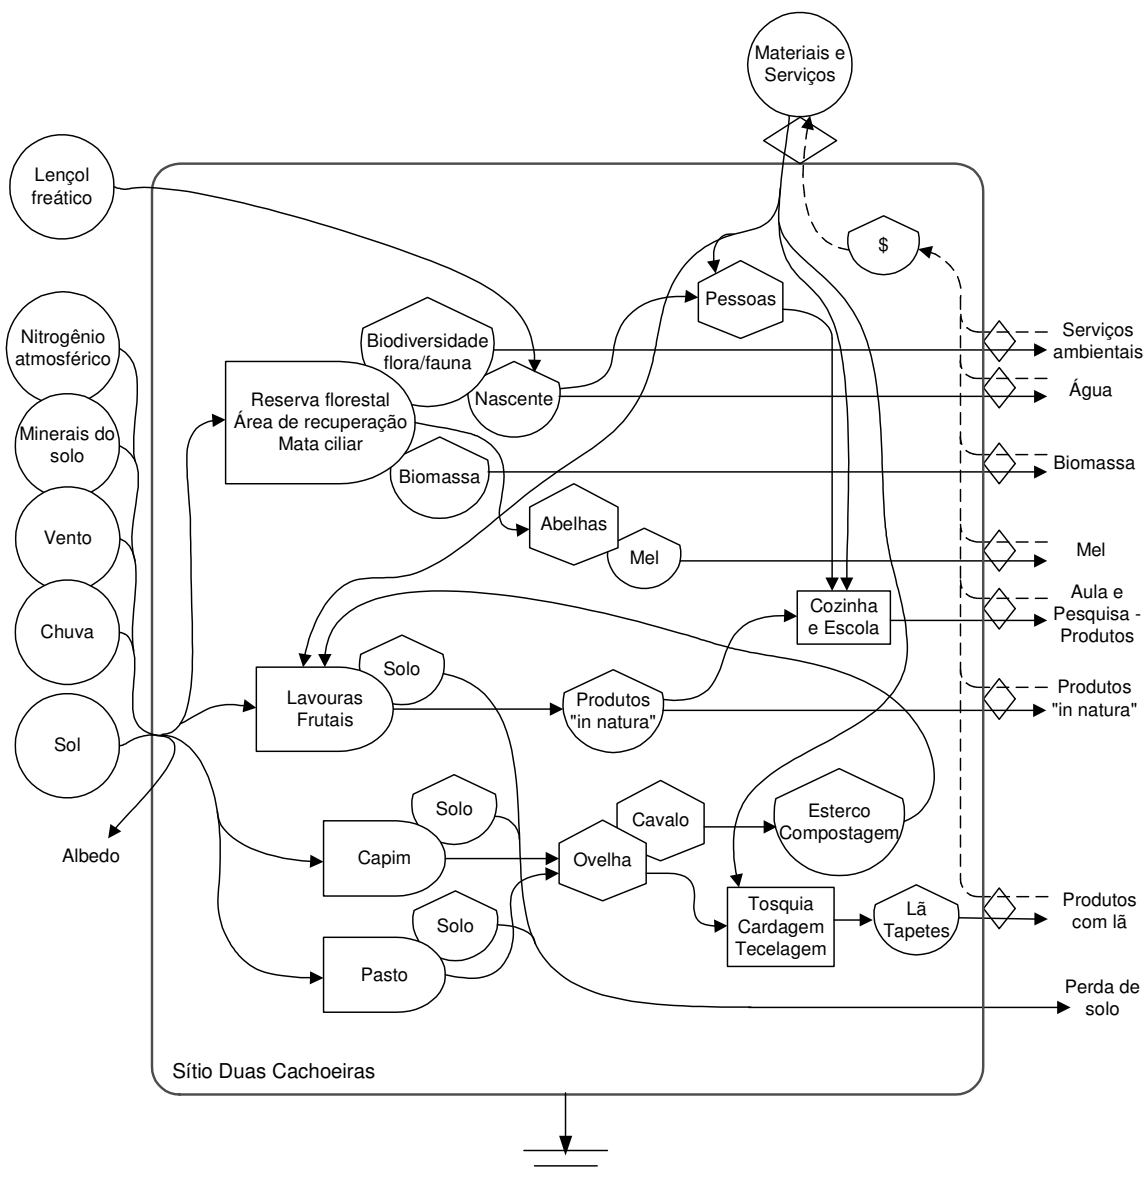 Materiais e
Serviços
Lençol
freático
$
Pessoas
Nitrogênio
atmosférico
Biodiversidade
flora/fauna
Serviços
ambientais
Reserva florestal
Área de recuperação
Mata ciliar
Nascente
Água
Minerais do
solo
Biomassa
Biomassa
Vento
Abelhas
Mel
Mel
Chuva
Cozinha
e Escola
Aula e
Pesquisa -
Produtos
Solo
Lavouras
Frutais
Produtos
"in natura"
Produtos
"in natura"
Sol
Albedo
Solo
Capim
Cavalo
Ovelha
Esterco
Compostagem
Solo
Pasto
Tosquia
Cardagem
Tecelagem
Lã
Tapetes
Produtos
com lã
Perda de
solo
Sítio Duas Cachoeiras